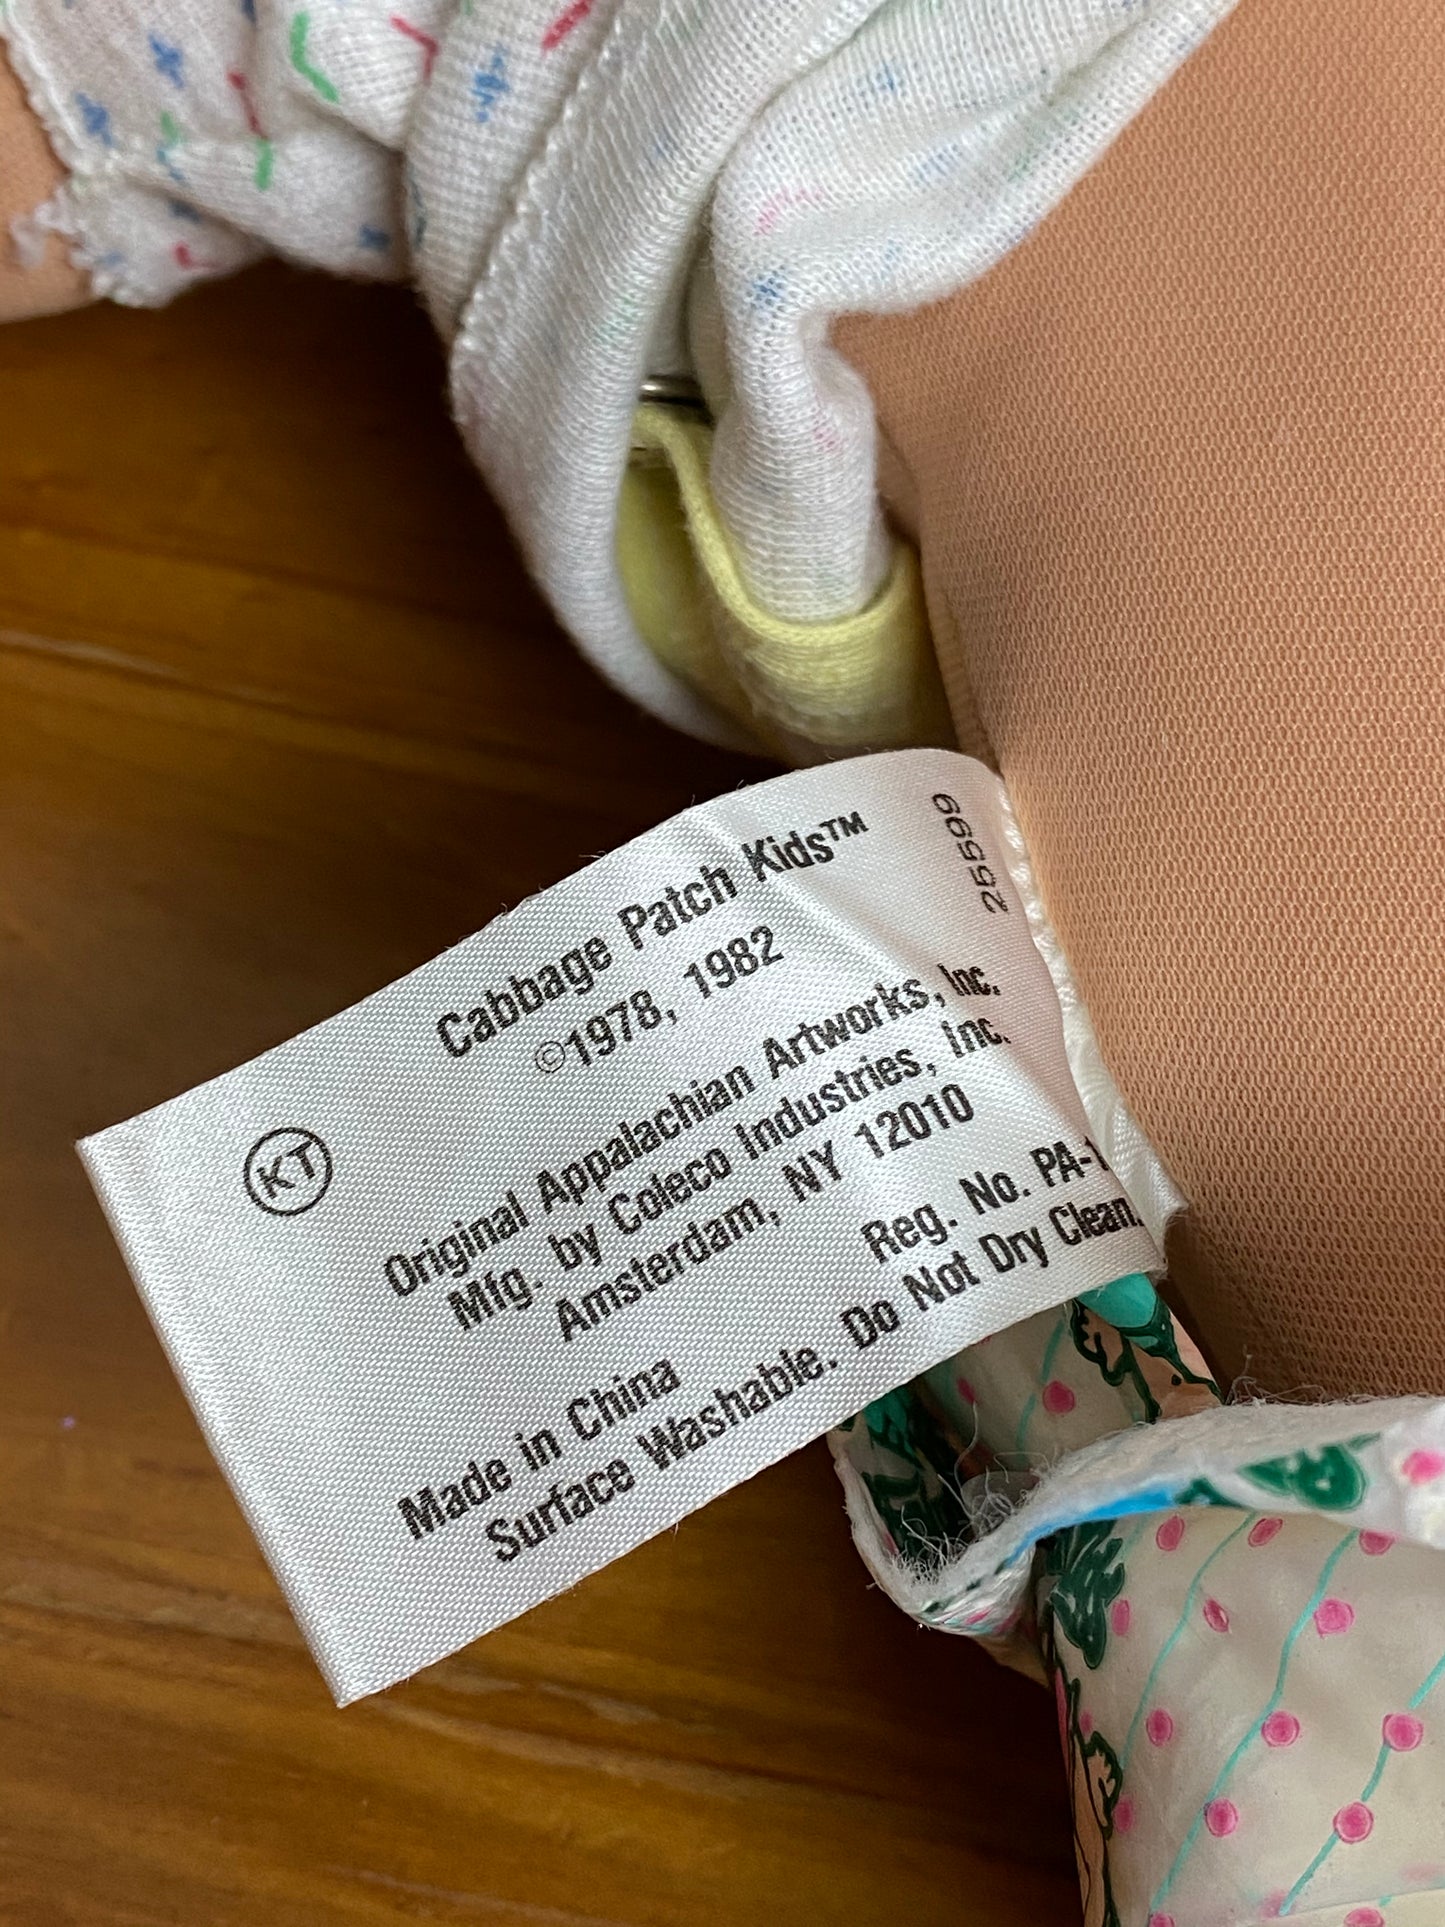 Cabbage Patch Kids™
©1978, 1982
25599
KT
Original Appalachian Artworks, Inc.
Mfg. by Coleco Industries, Inc.
Amsterdam, NY 12010
Reg. No. PA-1
Made in China
Surface Washable. Do Not Dry Clean.